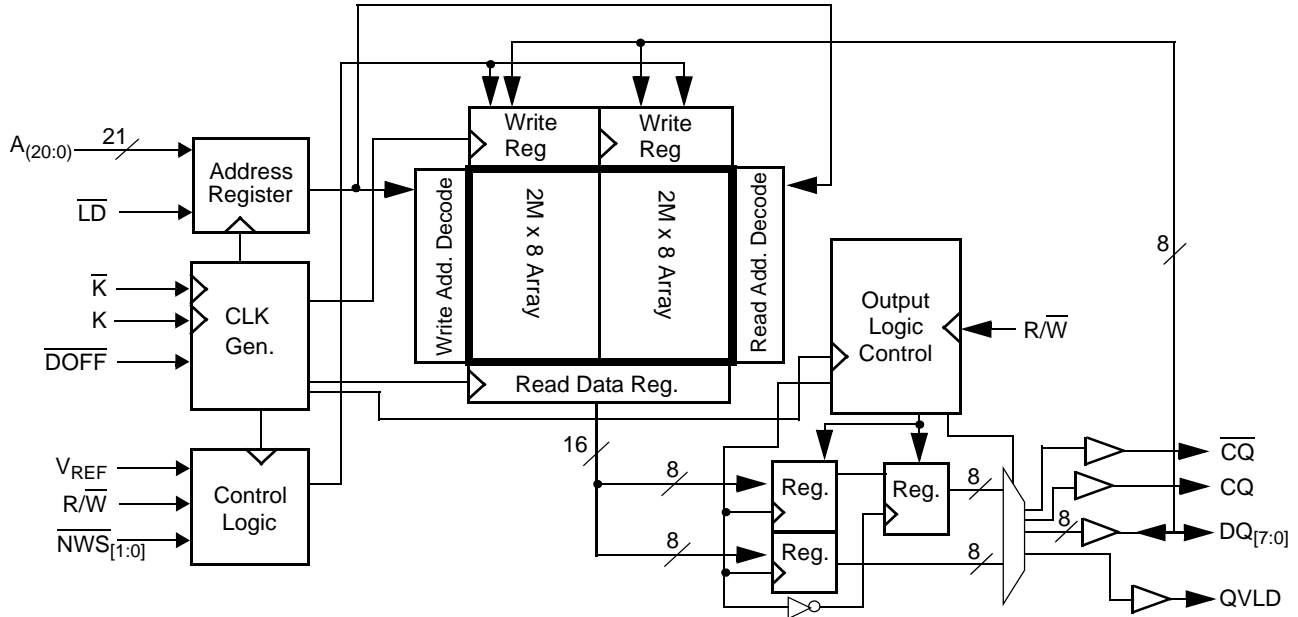 Write
Reg
Write
Reg
21
A(20:0)
Address
Register
LD
Write Add. Decode
2M x 8 Array
2M x 8 Array
Read Add. Decode
8
K
K
DOFF
CLK
Gen.
Output
Logic
Control
R/W
Read Data Reg.
16
VREF
R/W
NWS[1:0]
Control
Logic
8
Reg.
Reg.
8
CQ
CQ
8
DQ[7:0]
8
Reg.
8
QVLD